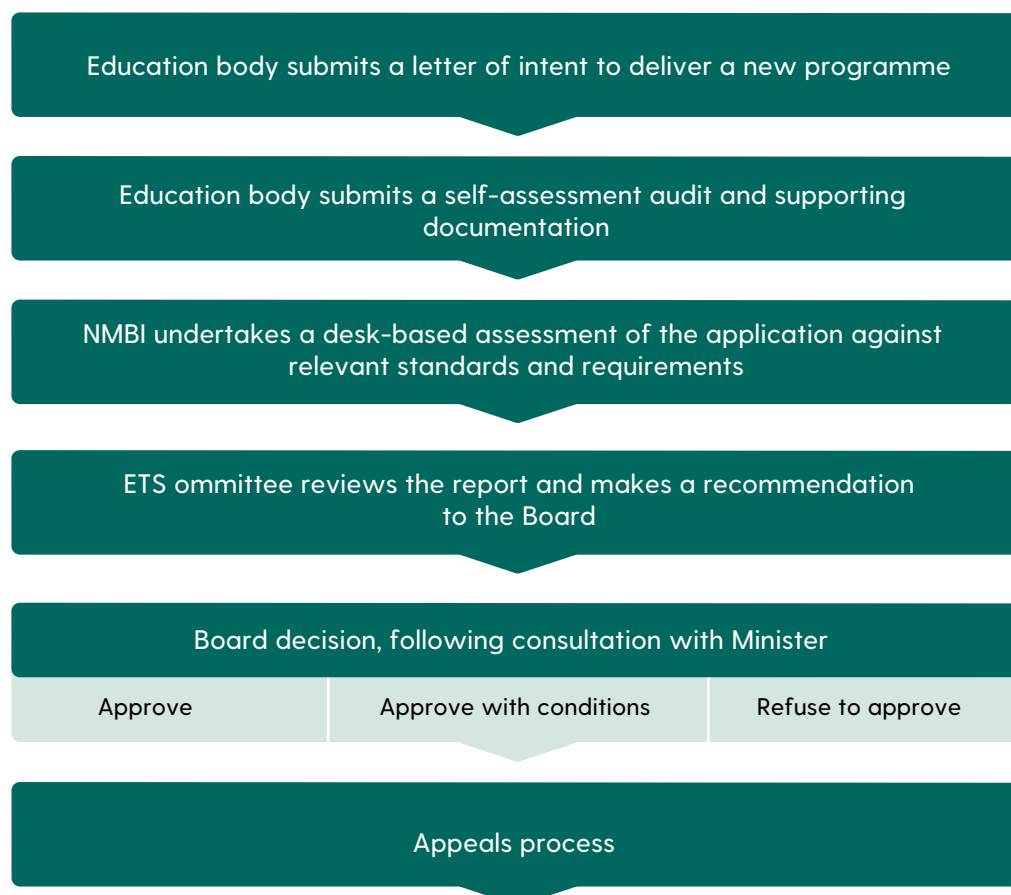 Education body submits a letter of intent to deliver a new programme
Education body submits a self-assessment audit and supporting
documentation
NMBI undertakes a desk-based assessment of the application against
relevant standards and requirements
ETS ommittee reviews the report and makes a recommendation
to the Board
Board decision, following consultation with Minister
Approve
Approve with conditions
Refuse to approve
Appeals process